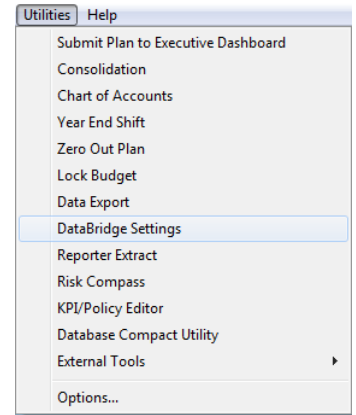 Utilities Help
Submit Plan to Executive Dashboard
Consolidation
Chart of Accounts
Year End Shift
Zero Out Plan
Lock Budget
Data Export
DataBridge Settings
Reporter Extract
Risk Compass
KPI/Policy Editor
Database Compact Utility
External Tools
Options...